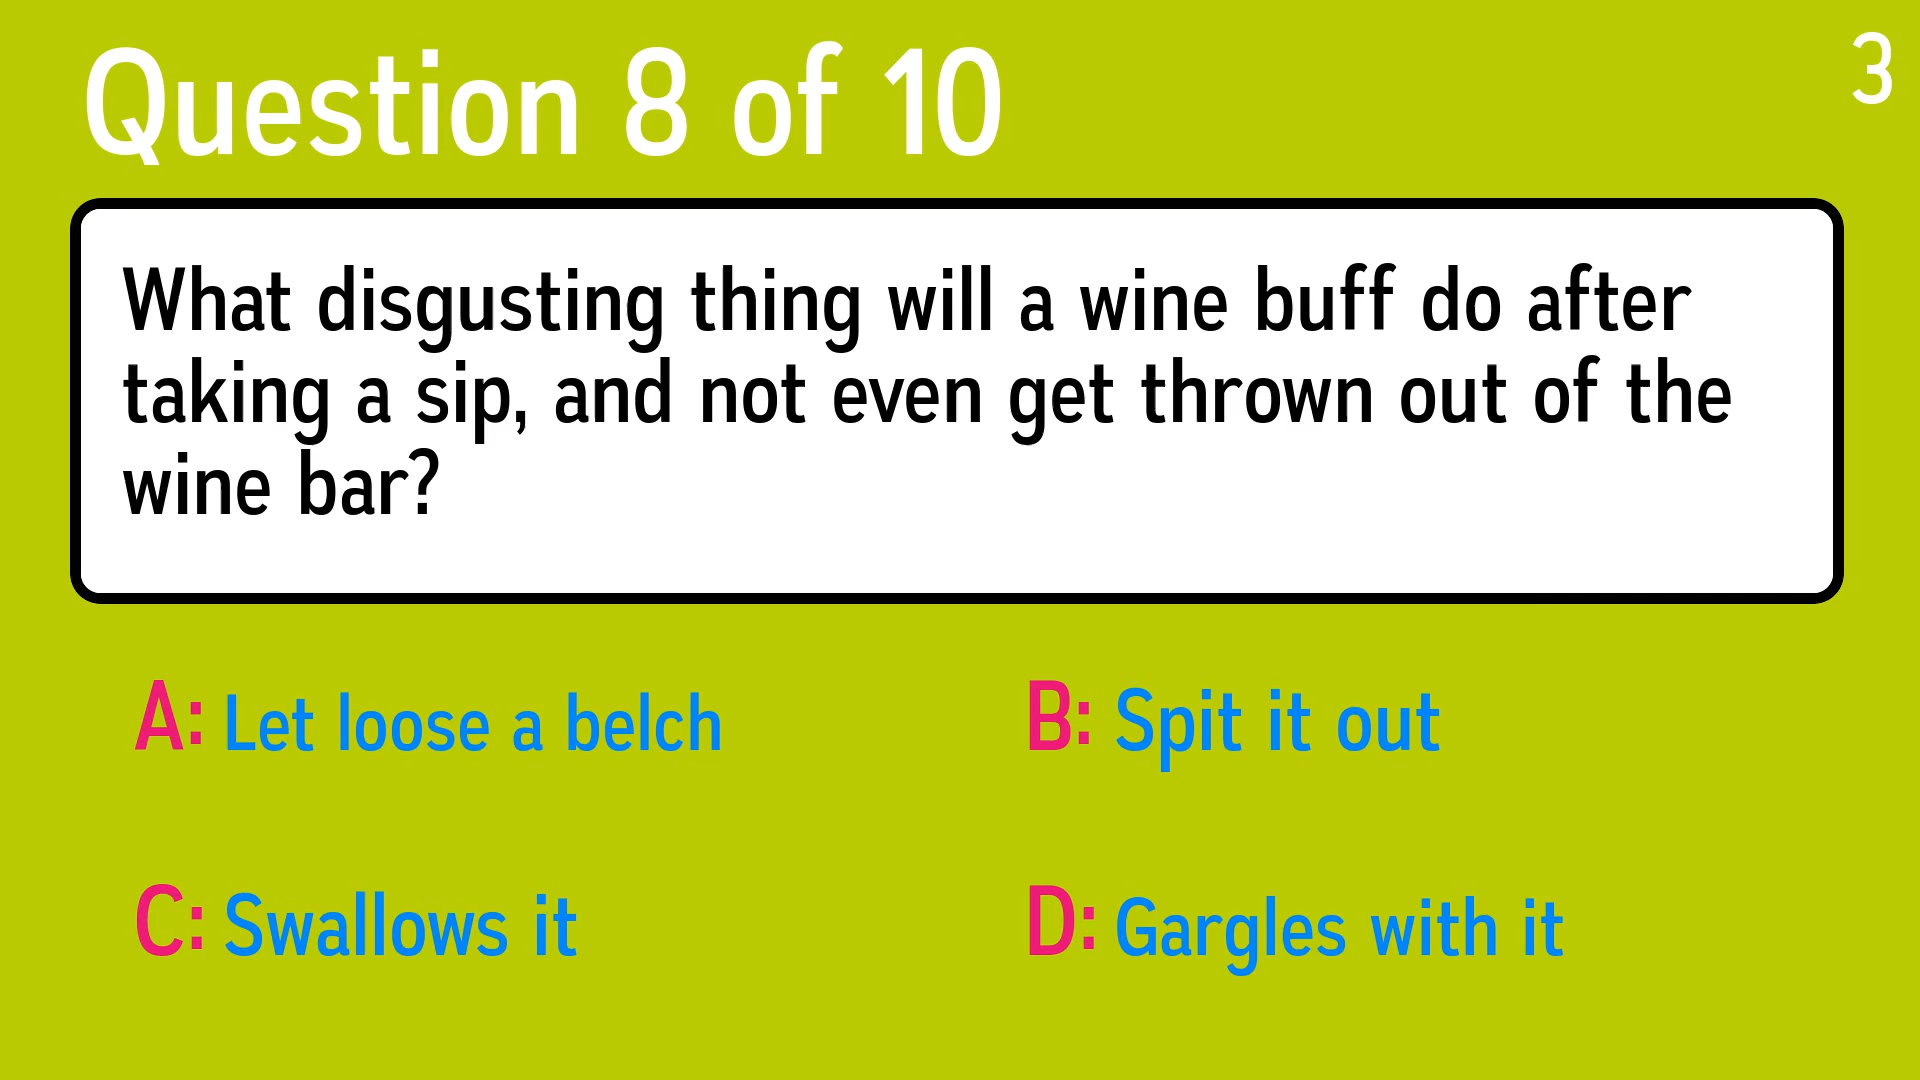 Question 8 of 10
3
What disgusting thing will a wine buff do after
taking a sip, and not even get thrown out of the
wine bar?
A: Let loose a belch
B: Spit it out
C: Swallows it
D: Gargles with it